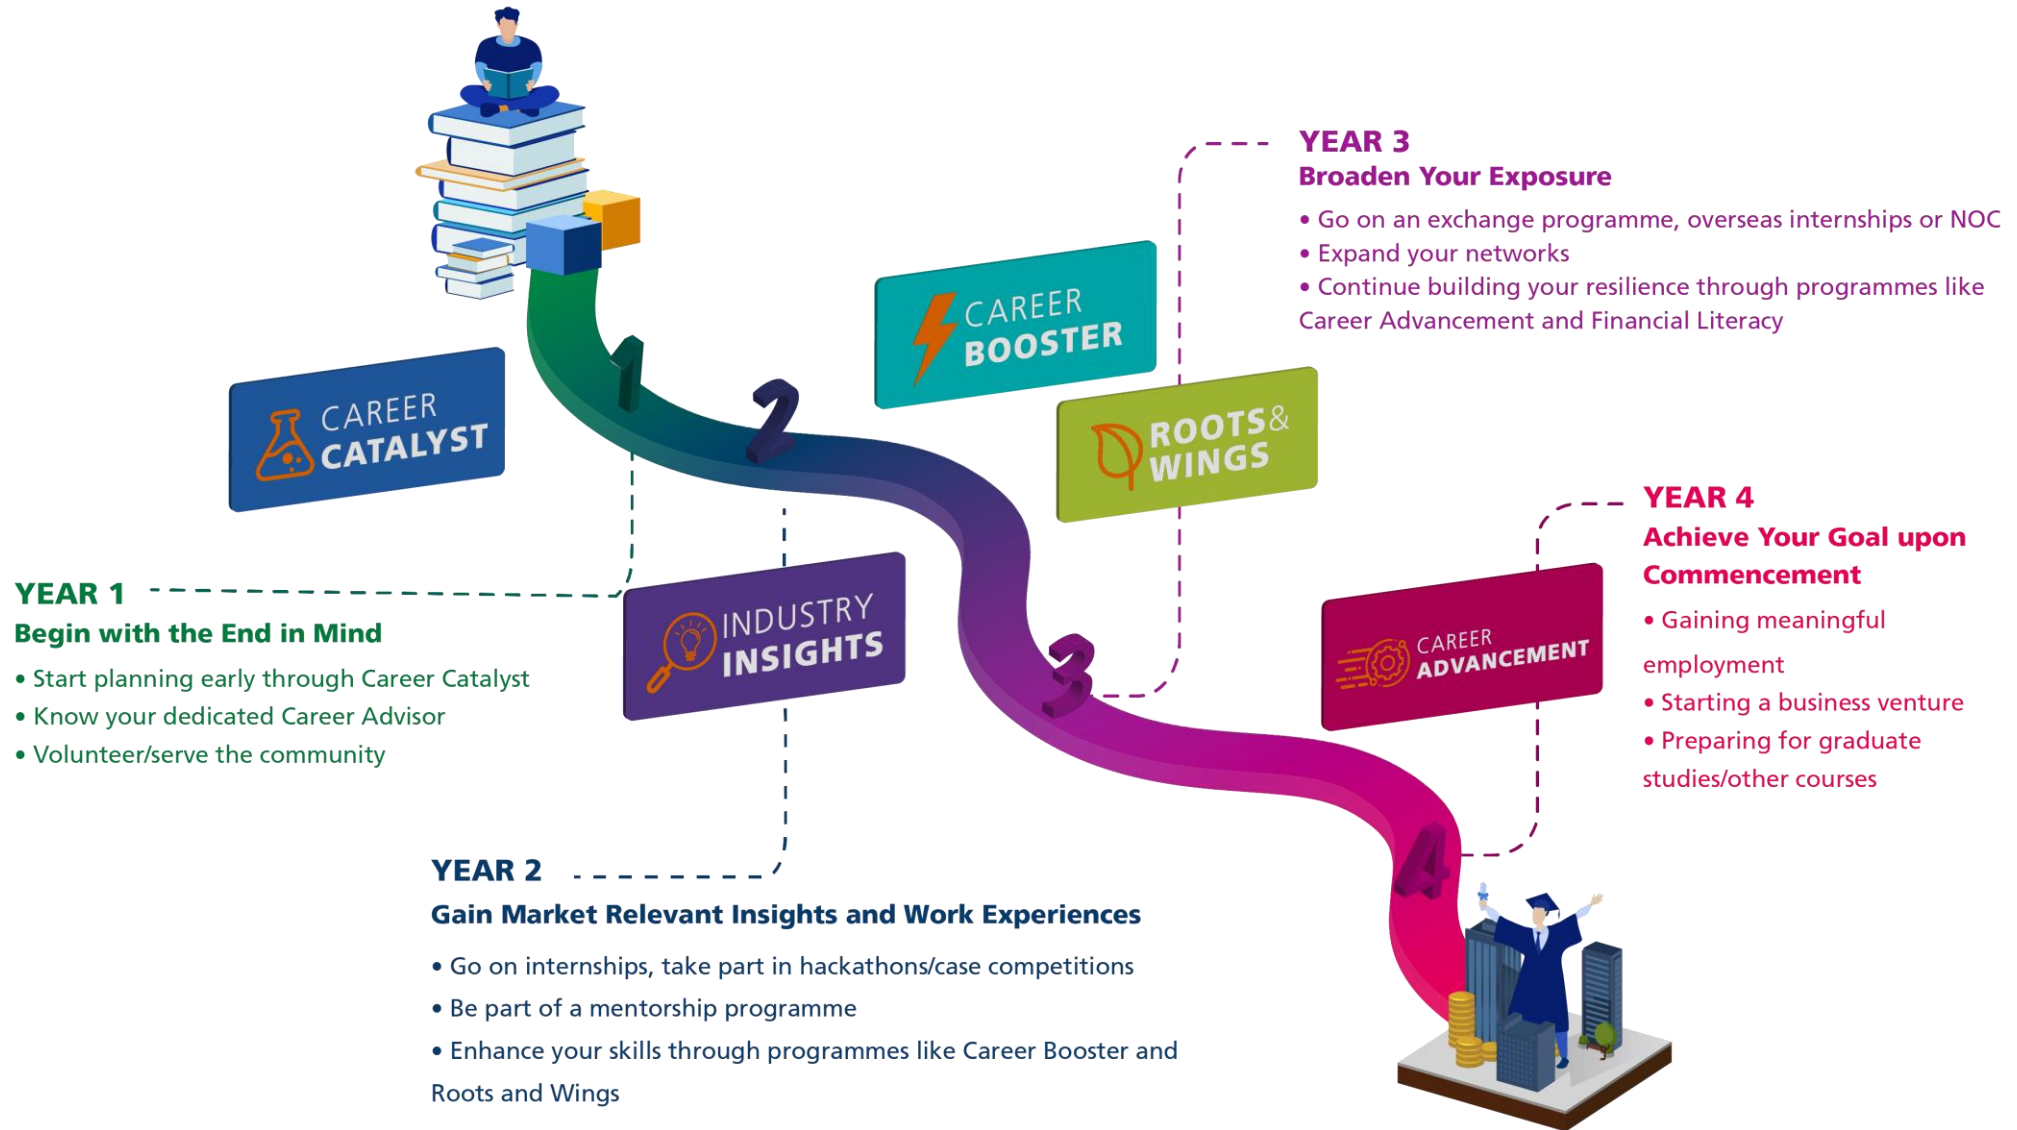 1
2
3
4
CAREER
CATALYST
CAREER
BOOSTER
ROOTS&
WINGS
INDUSTRY
INSIGHTS
CAREER
ADVANCEMENT
YEAR 1
Begin with the End in Mind
• Start planning early through Career Catalyst
• Know your dedicated Career Advisor
• Volunteer/serve the community
YEAR 2
Gain Market Relevant Insights and Work Experiences
• Go on internships, take part in hackathons/case competitions
• Be part of a mentorship programme
• Enhance your skills through programmes like Career Booster and
Roots and Wings
YEAR 3
Broaden Your Exposure
• Go on an exchange programme, overseas internships or NOC
• Expand your networks
• Continue building your resilience through programmes like
Career Advancement and Financial Literacy
YEAR 4
Achieve Your Goal upon
Commencement
• Gaining meaningful
employment
• Starting a business venture
• Preparing for graduate
studies/other courses